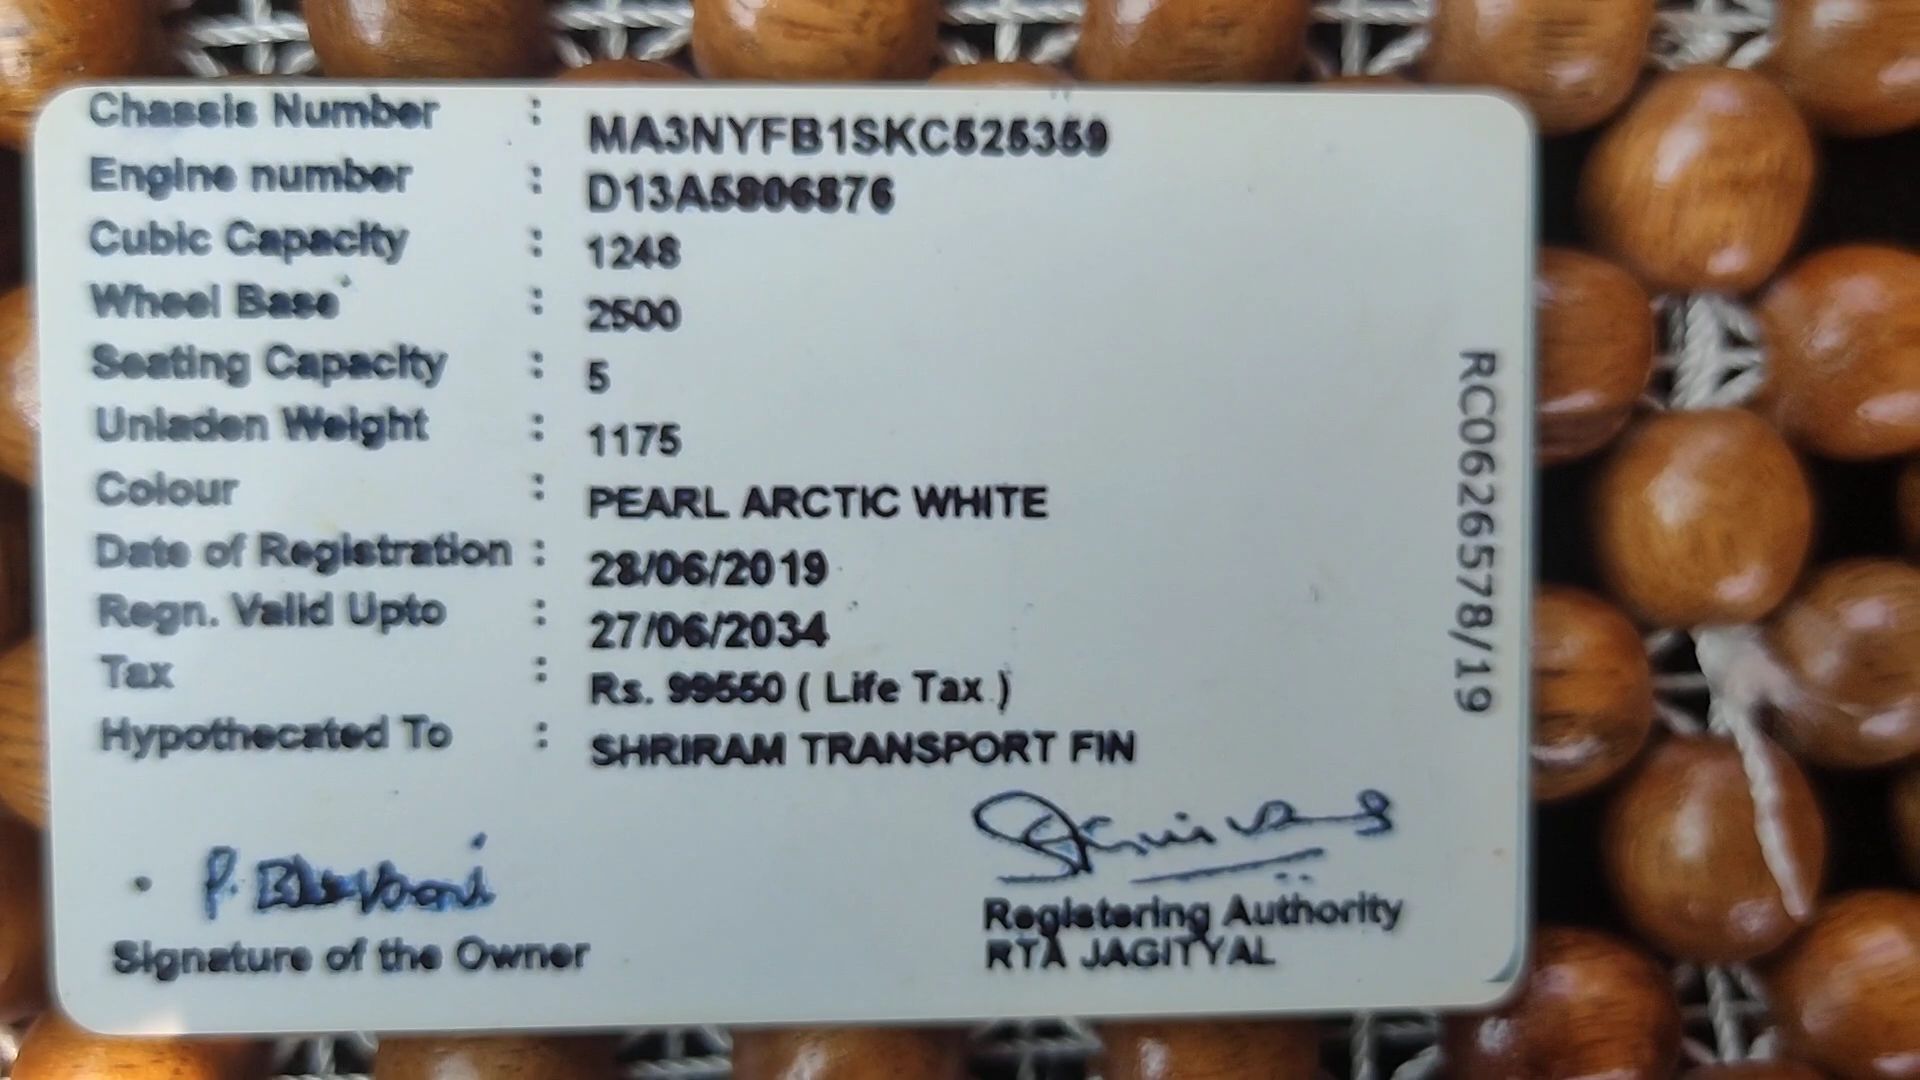 Chassis Number : MA3NYFB1SKC525359
Engine number : D13A5806876
Cubic Capacity : 1248
Wheel Base : 2500
Seating Capacity : 5
Unladen Weight : 1175
Colour : PEARL ARCTIC WHITE
Date of Registration : 28/06/2019
Regn. Valid Upto : 27/06/2034
Tax : Rs. 99550 ( Life Tax )
Hypothecated To : SHRIRAM TRANSPORT FIN
P.
Signature of the Owner
Registering Authority
RTA JAGITYAL
RC0626578/19